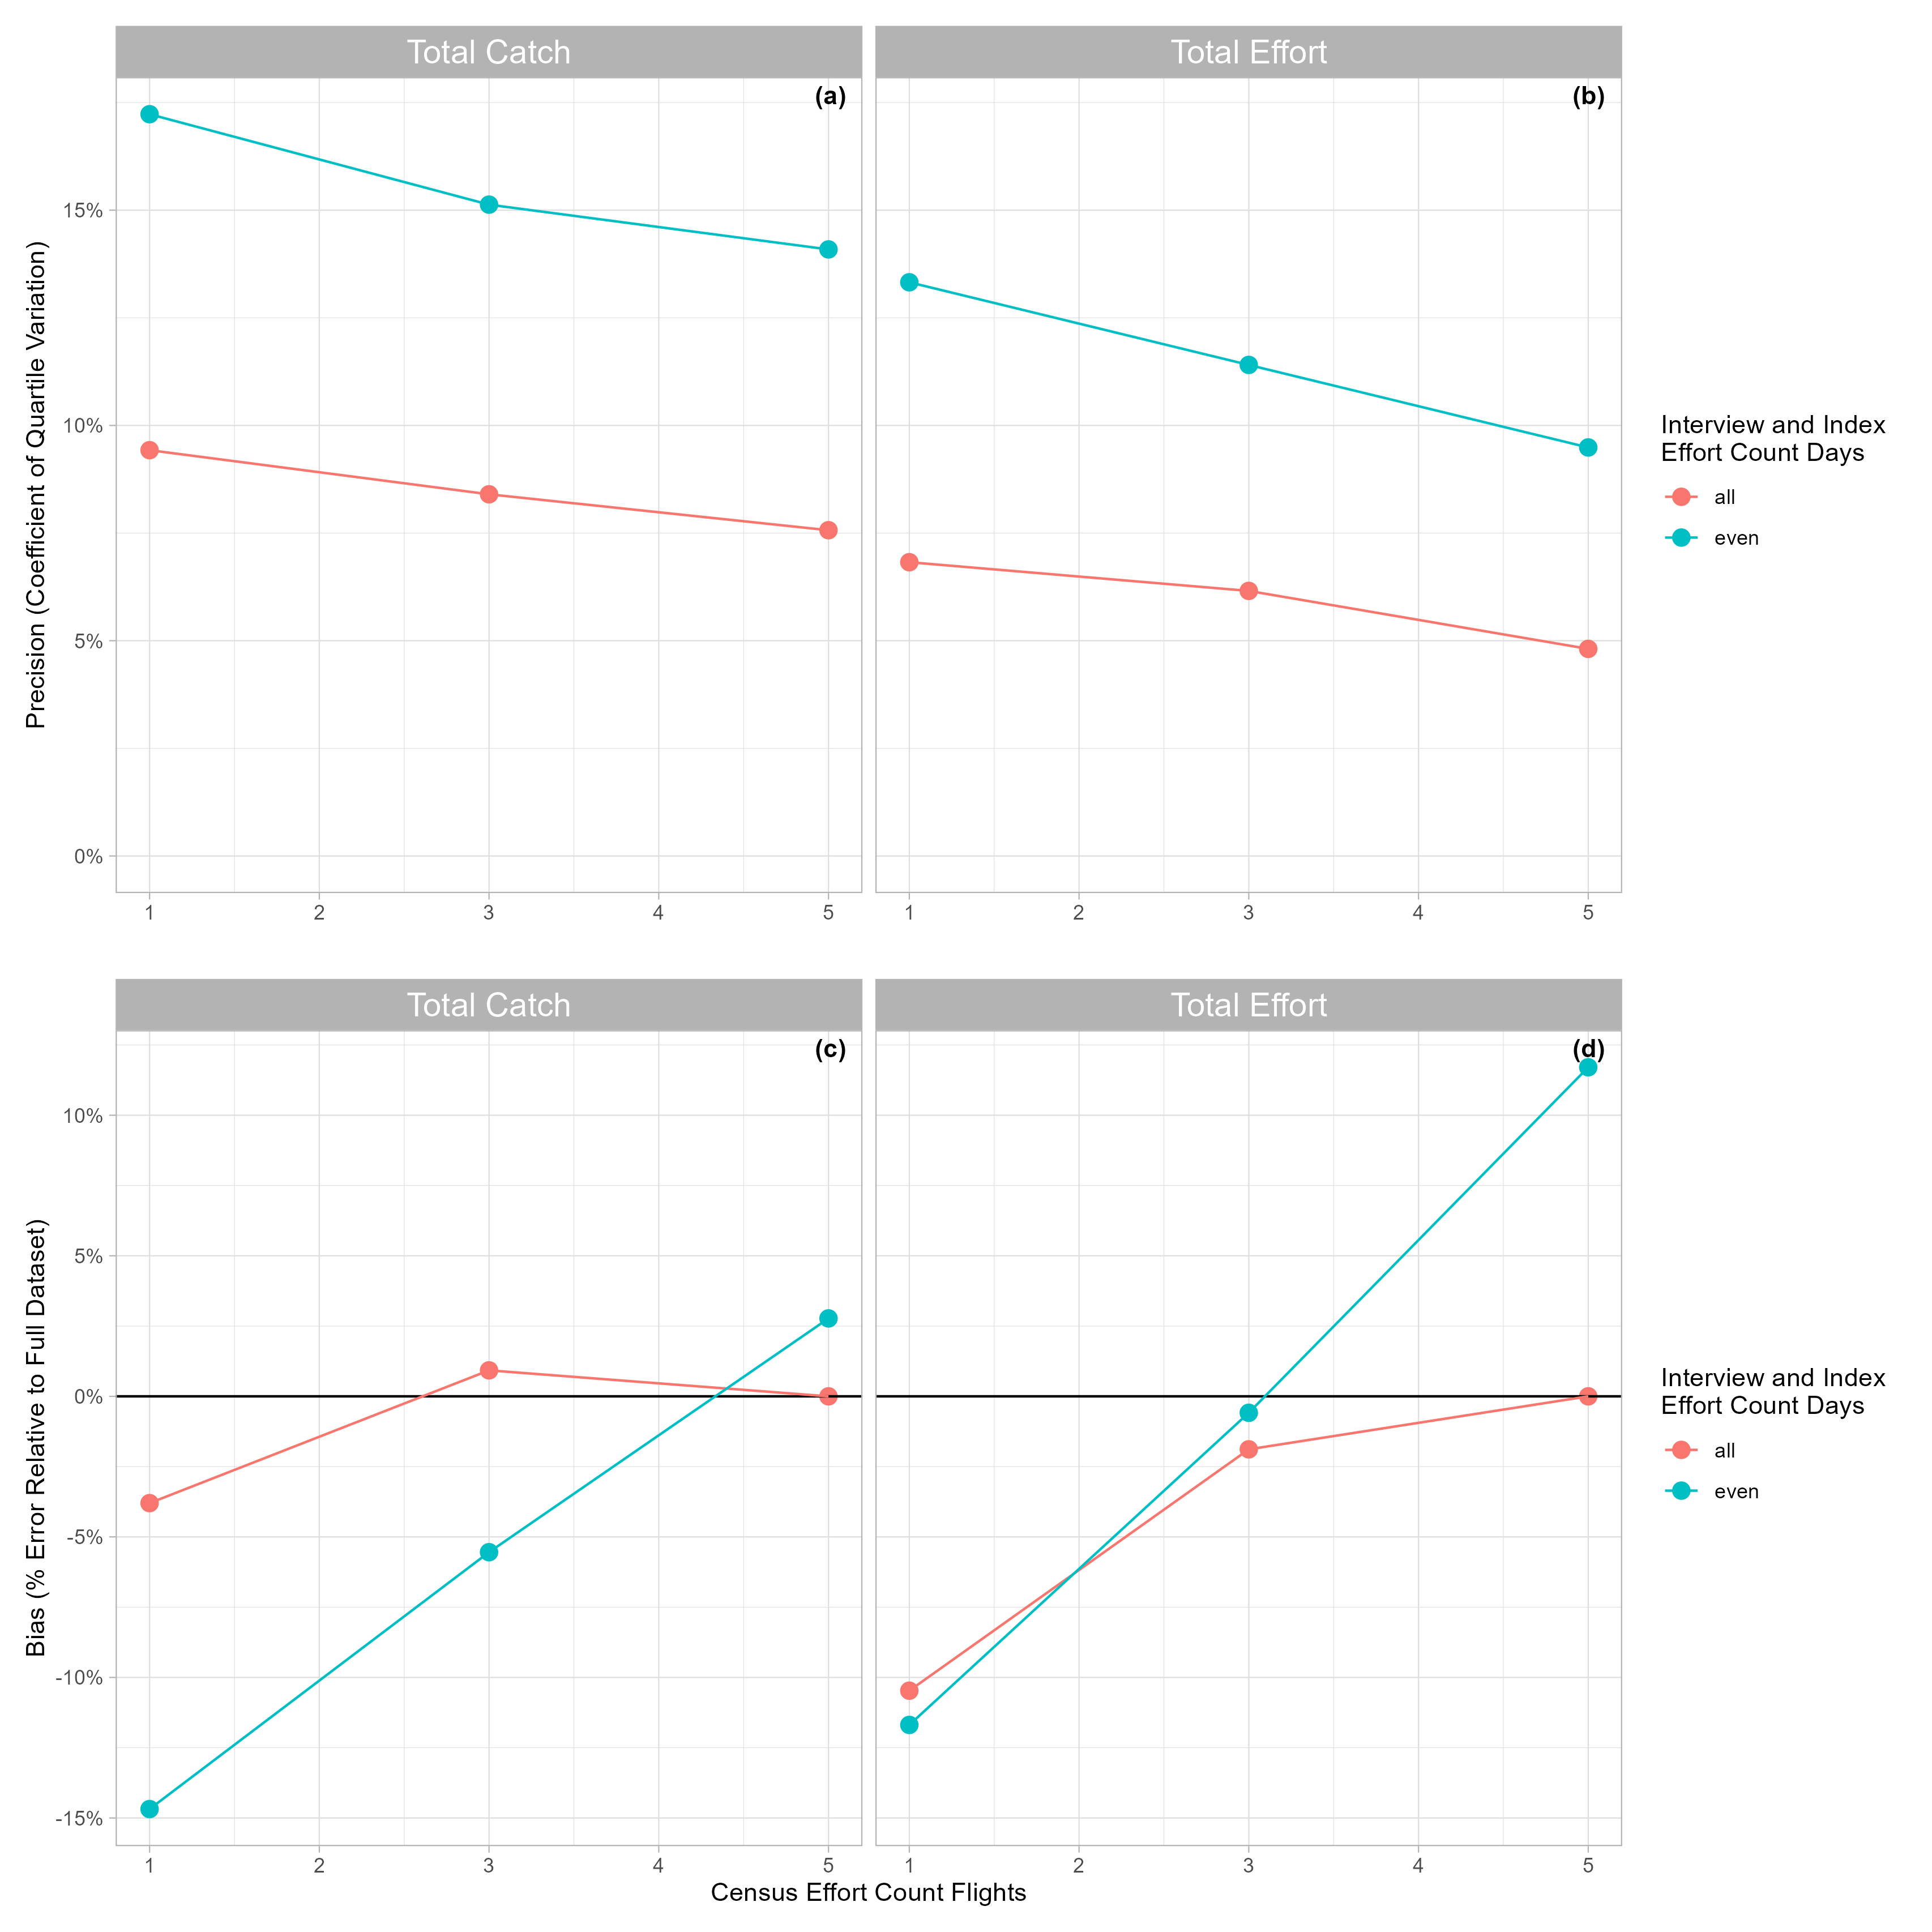 Total Catch
Total Effort
(a)
(b)
Precision (Coefficient of Quartile Variation)
15%
10%
5%
0%
1 2 3 4 5
1 2 3 4 5
Interview and Index
Effort Count Days
all
even
Total Catch
Total Effort
(c)
(d)
Bias (% Error Relative to Full Dataset)
10%
5%
0%
-5%
-10%
-15%
1 2 3 4 5
1 2 3 4 5
Census Effort Count Flights
Interview and Index
Effort Count Days
all
even